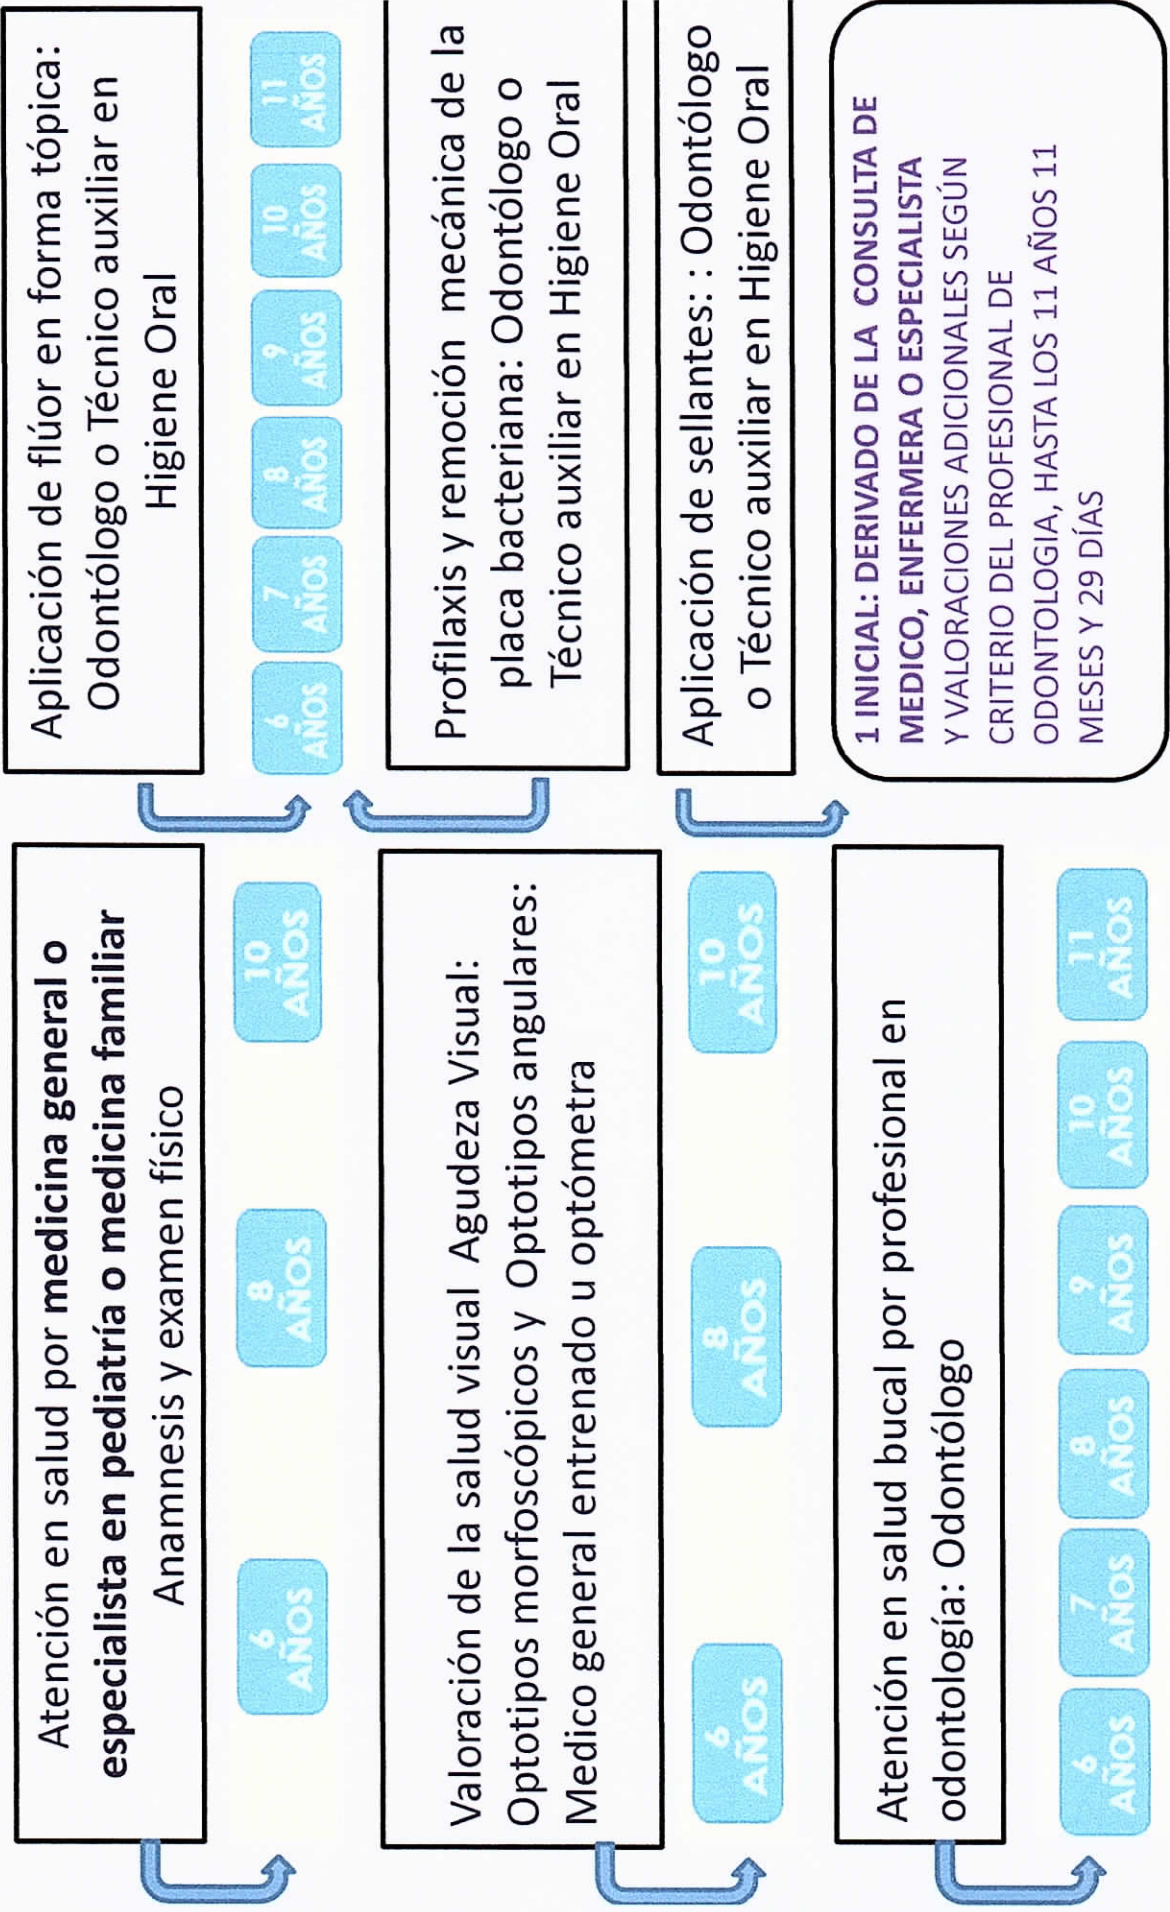 Atención en salud por medicina general o
especialista en pediatría o medicina familiar
Anamnesis y examen físico
6
AÑOS
8
AÑOS
10
AÑOS
Valoración de la salud visual Agudeza Visual:
Optotipos morfoscópicos y Optotipos angulares:
Medico general entrenado u optómetra
6
AÑOS
8
AÑOS
10
AÑOS
Atención en salud bucal por profesional en
odontología: Odontólogo
6
AÑOS
7
AÑOS
8
AÑOS
9
AÑOS
10
AÑOS
11
AÑOS
Aplicación de flúor en forma tópica:
Odontólogo o Técnico auxiliar en
Higiene Oral
6
AÑOS
7
AÑOS
8
AÑOS
9
AÑOS
10
AÑOS
11
AÑOS
Profilaxis y remoción mecánica de la
placa bacteriana: Odontólogo o
Técnico auxiliar en Higiene Oral
Aplicación de sellantes: : Odontólogo
o Técnico auxiliar en Higiene Oral
1 INICIAL: DERIVADO DE LA CONSULTA DE
MEDICO, ENFERMERA O ESPECIALISTA
Y VALORACIONES ADICIONALES SEGÚN
CRITERIO DEL PROFESIONAL DE
ODONTOLOGIA, HASTA LOS 11 AÑOS 11
MESES Y 29 DÍAS